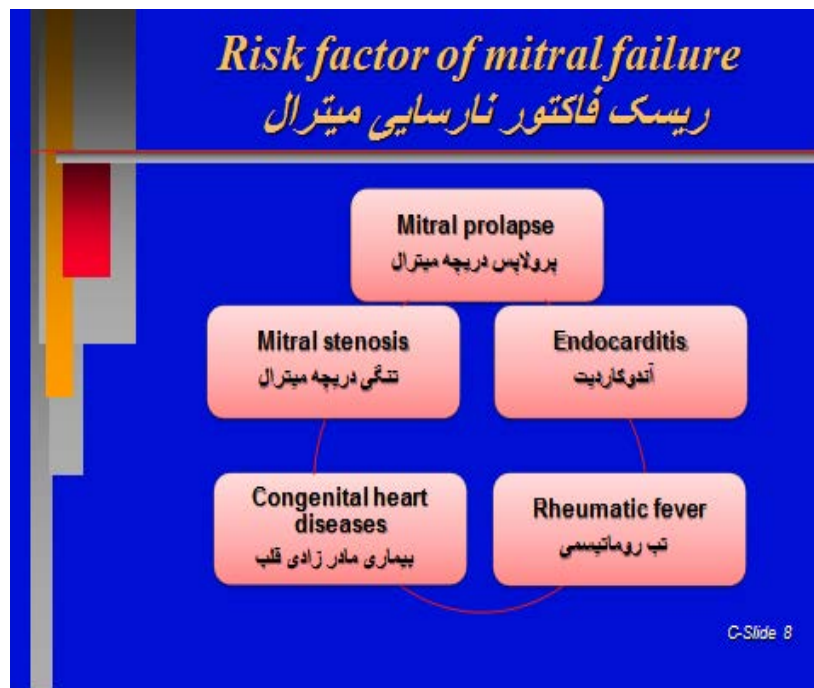 Risk factor of mitral failure
ریسک فاکتور نارسایی میترال
Mitral prolapse
پرولاپس دریچه میترال
Mitral stenosis
تنگی دریچه میترال
Endocarditis
آندوکاردیت
Congenital heart
diseases
بیماری مادر زادی قلب
Rheumatic fever
تب روماتیسمی
C-Slide 8